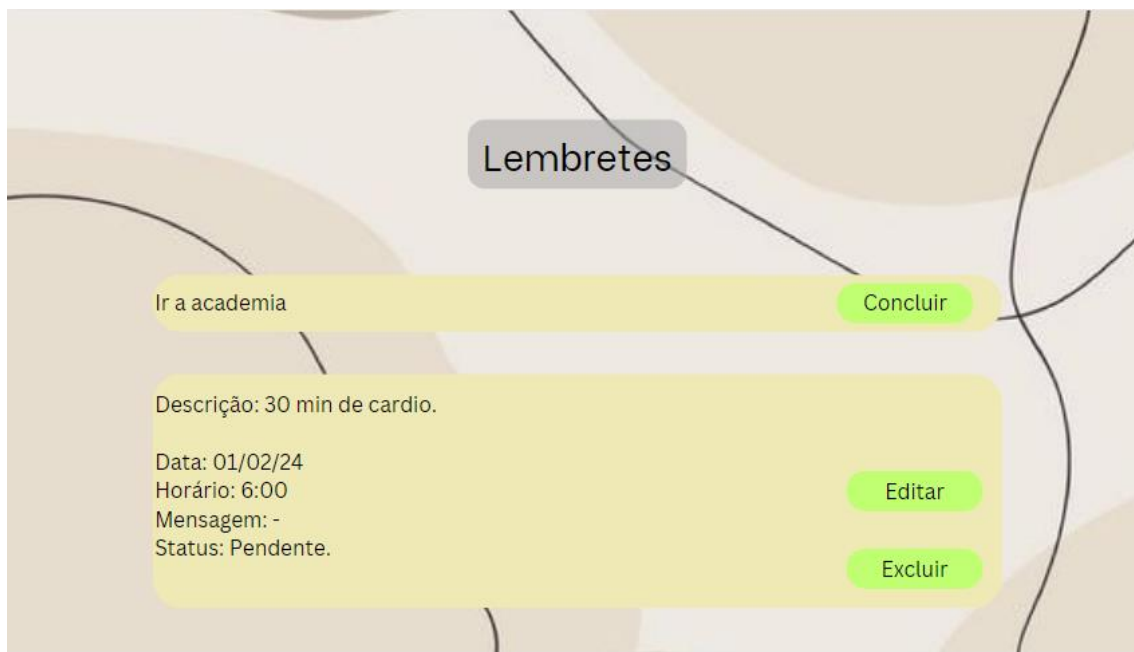 Lembretes
Ir a academia
Concluir
Descrição: 30 min de cardio.
Data: 01/02/24
Horário: 6:00
Editar
Mensagem: -
Status: Pendente.
Excluir